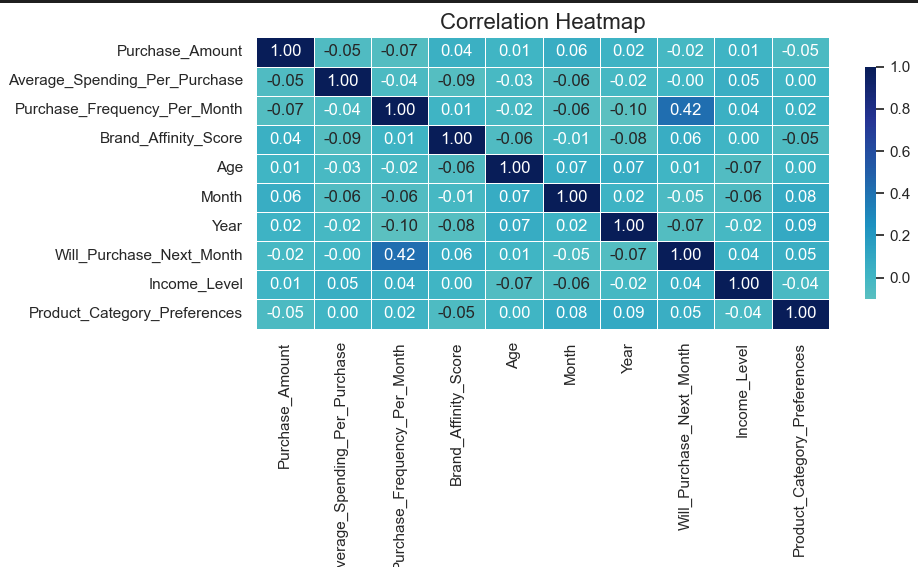 Correlation Heatmap
Purchase_Amount 1.00 -0.05 -0.07 0.04 0.01 0.06 0.02 -0.02 0.01 -0.05
Average_Spending_Per_Purchase -0.05 1.00 -0.04 -0.09 -0.03 -0.06 -0.02 -0.00 0.05 0.00
Purchase_Frequency_Per_Month -0.07 -0.04 1.00 0.01 -0.02 -0.06 -0.10 0.42 0.04 0.02
Brand_Affinity_Score 0.04 -0.09 0.01 1.00 -0.06 -0.01 -0.08 0.06 0.00 -0.05
Age 0.01 -0.03 -0.02 -0.06 1.00 0.07 0.07 0.01 -0.07 0.00
Month 0.06 -0.06 -0.06 -0.01 0.07 1.00 0.02 -0.05 -0.06 0.08
Year 0.02 -0.02 -0.10 -0.08 0.07 0.02 1.00 -0.07 -0.02 0.09
Will_Purchase_Next_Month -0.02 -0.00 0.42 0.06 0.01 -0.05 -0.07 1.00 0.04 0.05
Income_Level 0.01 0.05 0.04 0.00 -0.07 -0.06 -0.02 0.04 1.00 -0.04
Product_Category_Preferences -0.05 0.00 0.02 -0.05 0.00 0.08 0.09 0.05 -0.04 1.00
Purchase_Amount
verage_Spending_Per_Purchase
Purchase_Frequency_Per_Month
Brand_Affinity_Score
Age
Month
Year
Will_Purchase_Next_Month
Income_Level
Product_Category_Preferences
1.0
0.8
0.6
0.4
0.2
0.0